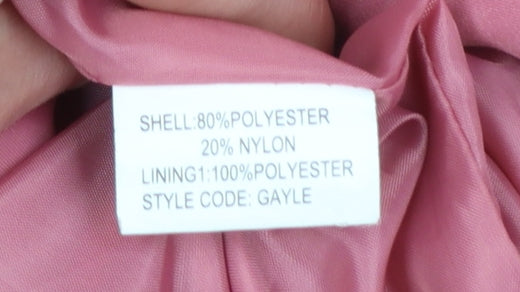 SHELL:80%POLYESTER
20% NYLON
LINING1:100%POLYESTER
STYLE CODE: GAYLE